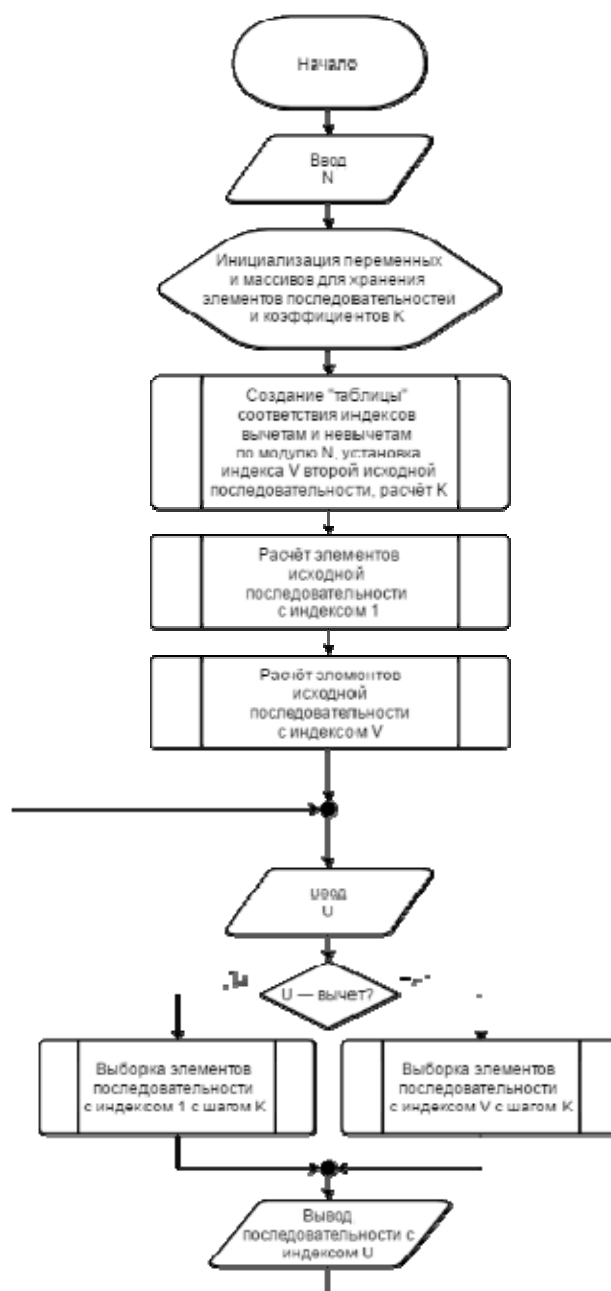 Начало
Ввод
N
Инициализация переменных
и массивов для хранения
элементов последовательностей
и коэффициентов K
Создание "таблицы"
соответствия индексов
вычетам и невычетам
по модулю N, установка
индекса V второй исходной
последовательности, расчёт K
Расчёт элементов
исходной
последовательности
с индексом 1
Расчёт элементов
исходной
последовательности
с индексом V
Ввод
U
U — вычет?
Выборка элементов
последовательности
с индексом 1 с шагом K
Выборка элементов
последовательности
с индексом V с шагом K
Вывод
последовательности с
индексом U